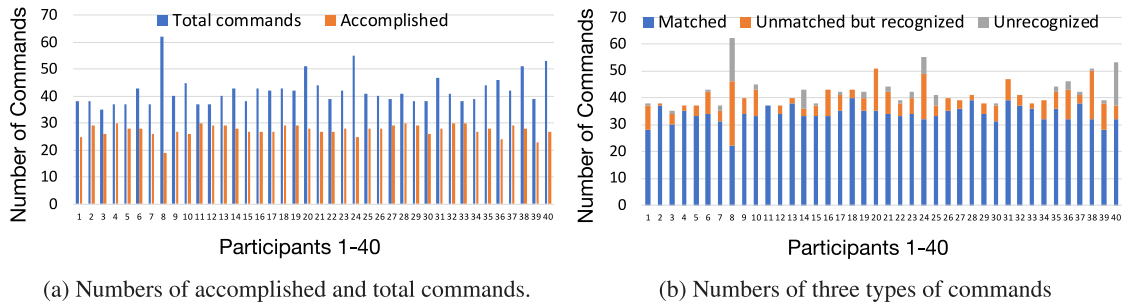 Total commands Accomplished
Number of Commands
70
60
50
40
30
20
10
0
1 2 3 4 5 6 7 8 9 10 11 12 13 14 15 16 17 18 19 20 21 22 23 24 25 26 27 28 29 30 31 32 33 34 35 36 37 38 39 40
Participants 1-40
(a) Numbers of accomplished and total commands.
Matched Unmatched but recognized Unrecognized
Number of Commands
70
60
50
40
30
20
10
0
1 2 3 4 5 6 7 8 9 10 11 12 13 14 15 16 17 18 19 20 21 22 23 24 25 26 27 28 29 30 31 32 33 34 35 36 37 38 39 40
Participants 1-40
(b) Numbers of three types of commands